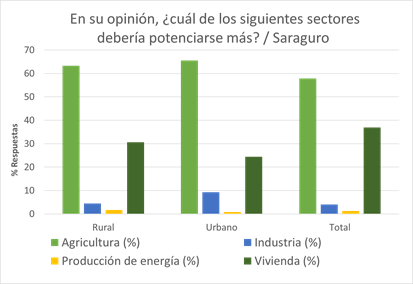 En su opinión, ¿cuál de los siguientes sectores
debería potenciarse más? / Saraguro
% Respuestas
70
60
50
40
30
20
10
0
Rural Urbano Total
Agricultura (%) Industria (%)
Producción de energía (%) Vivienda (%)